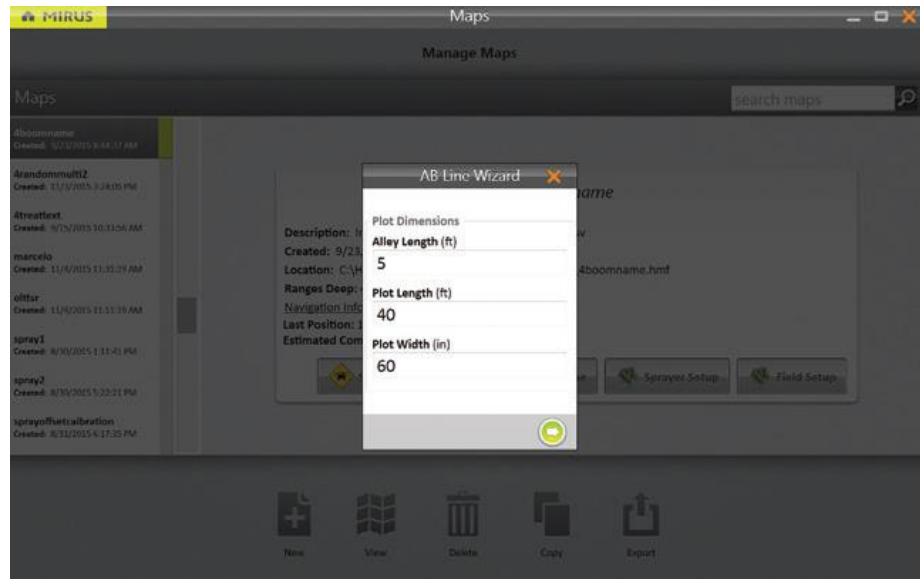 MIRUS
Maps
Manage Maps
Maps
search maps
4boomname
Created: 9/23/2015 8:44:37 AM
4randommulti2
Created: 11/3/2015 3:24:05 PM
4treattext
Created: 9/15/2015 10:33:56 AM
marcelo
Created: 11/4/2015 11:35:29 AM
olttsr
Created: 11/4/2015 11:11:39 AM
spray1
Created: 8/30/2015 1:11:41 PM
spray2
Created: 8/30/2015 5:22:21 PM
sprayoffsetcalbration
Created: 8/31/2015 6:17:35 PM
name
Description:
Created: 9/23,
Location: C:\H
4boomname.hmf
Ranges Deep:
Navigation Info
Last Position:
Estimated Com
Sprayer Setup
Field Setup
AB Line Wizard
Plot Dimensions
Alley Length (ft)
5
Plot Length (ft)
40
Plot Width (in)
60
New
View
Delete
Copy
Export